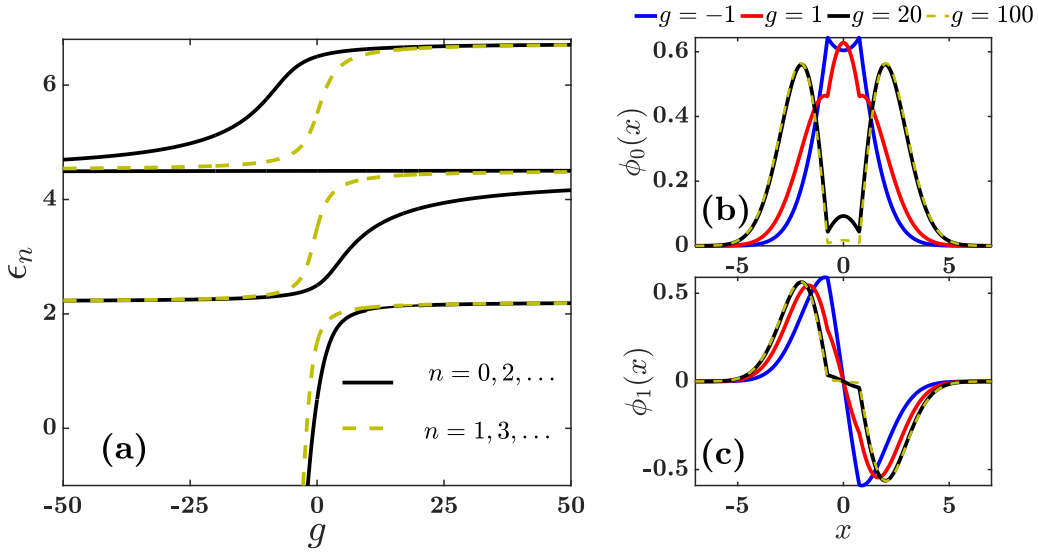 g = −1 g = 1 g = 20 g = 100
6
4
2
0
ϵn
-50 -25 0 25 50
g
(a)
n = 0, 2, . . .
n = 1, 3, . . .
0.6
0.4
0.2
0
ϕ0(x)
(b)
-5 0 5
0.5
0
-0.5
ϕ1(x)
(c)
-5 0 5
x